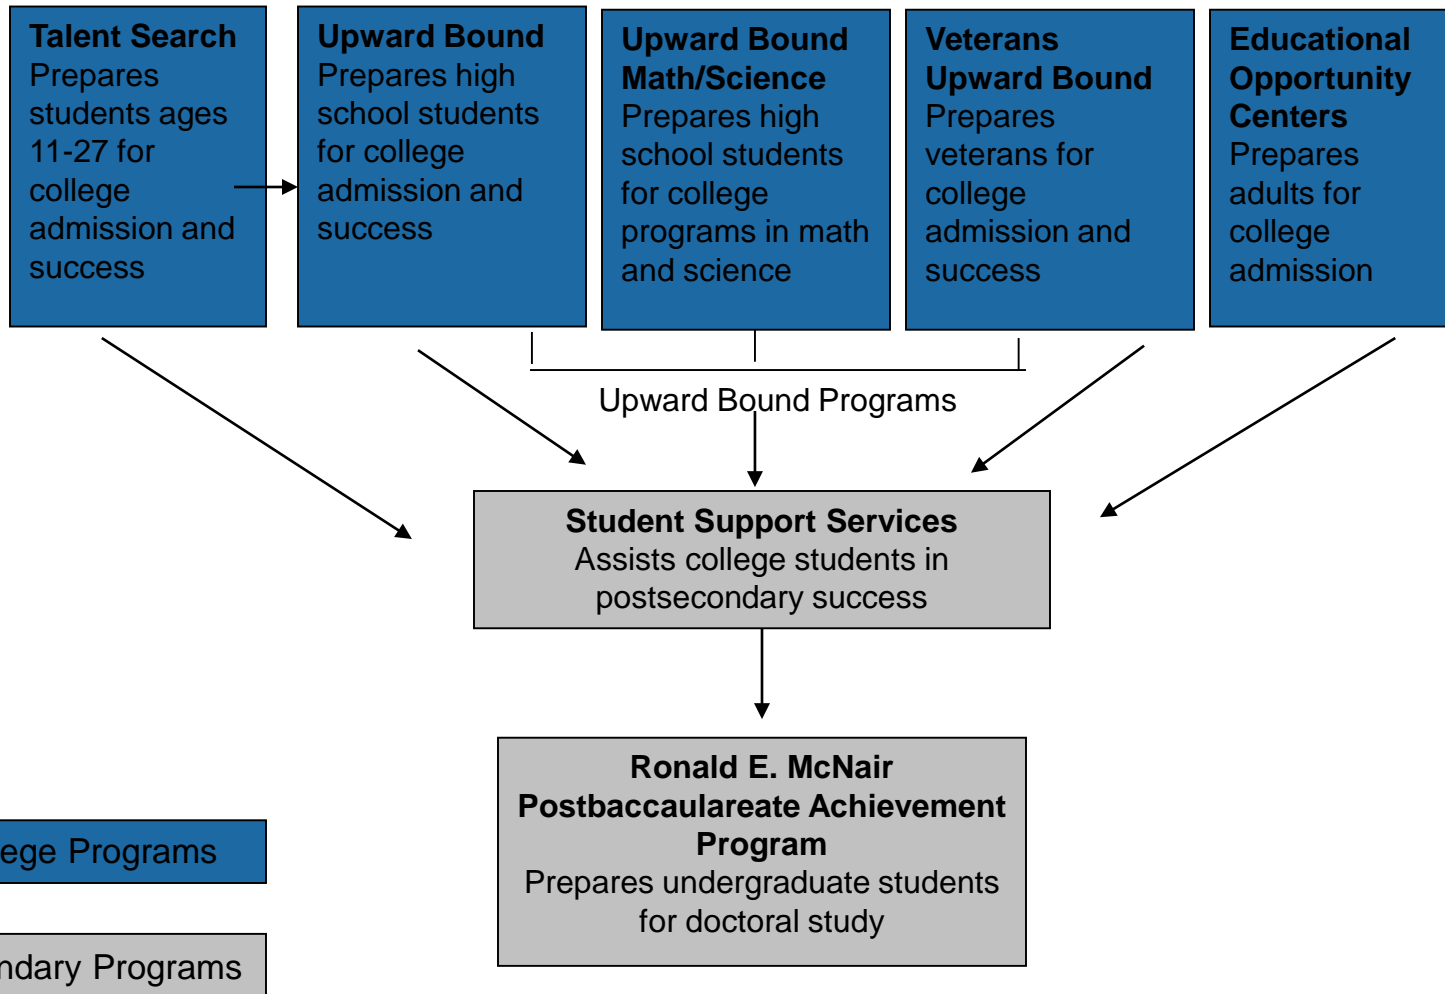 Talent Search
Prepares
students ages
11-27 for
college
admission and
success
Upward Bound
Prepares high
school students
for college
admission and
success
Upward Bound
Math/Science
Prepares high
school students
for college
programs in math
and science
Veterans
Upward Bound
Prepares
veterans for
college
admission and
success
Educational
Opportunity
Centers
Prepares
adults for
college
admission
Upward Bound Programs
Student Support Services
Assists college students in
postsecondary success
Ronald E. McNair
Postbaccaulareate Achievement
Program
Prepares undergraduate students
for doctoral study
ege Programs
ndary Programs